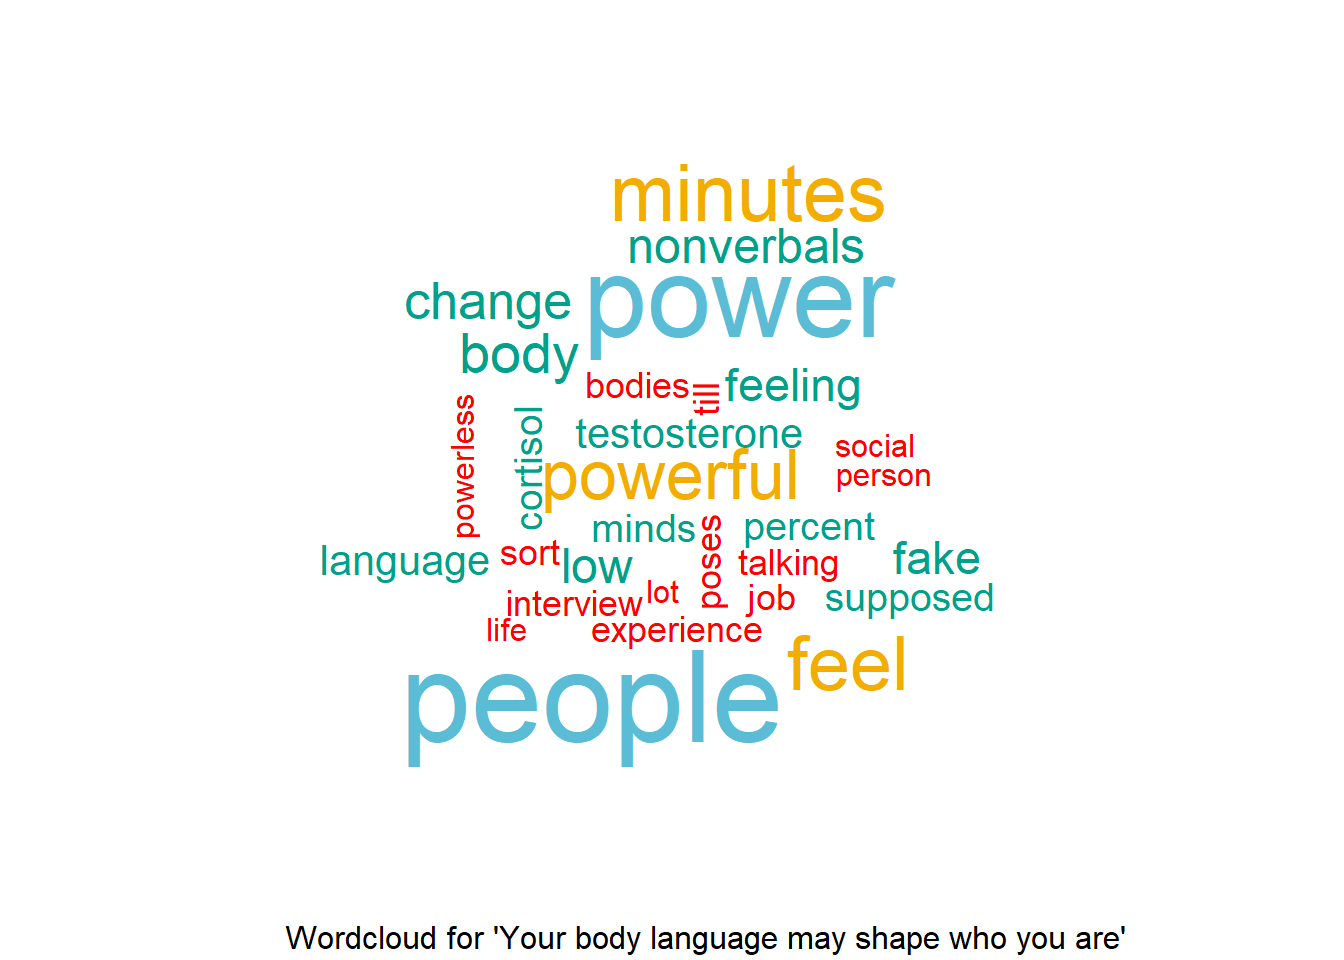 minutes
nonverbals
power
change
body
bodies
till
feeling
powerless
cortisol
testosterone
social
person
powerful
minds
poses
percent
language
sort
low
talking
fake
interview
lot
job
supposed
life
experience
people
feel
Wordcloud for 'Your body language may shape who you are'